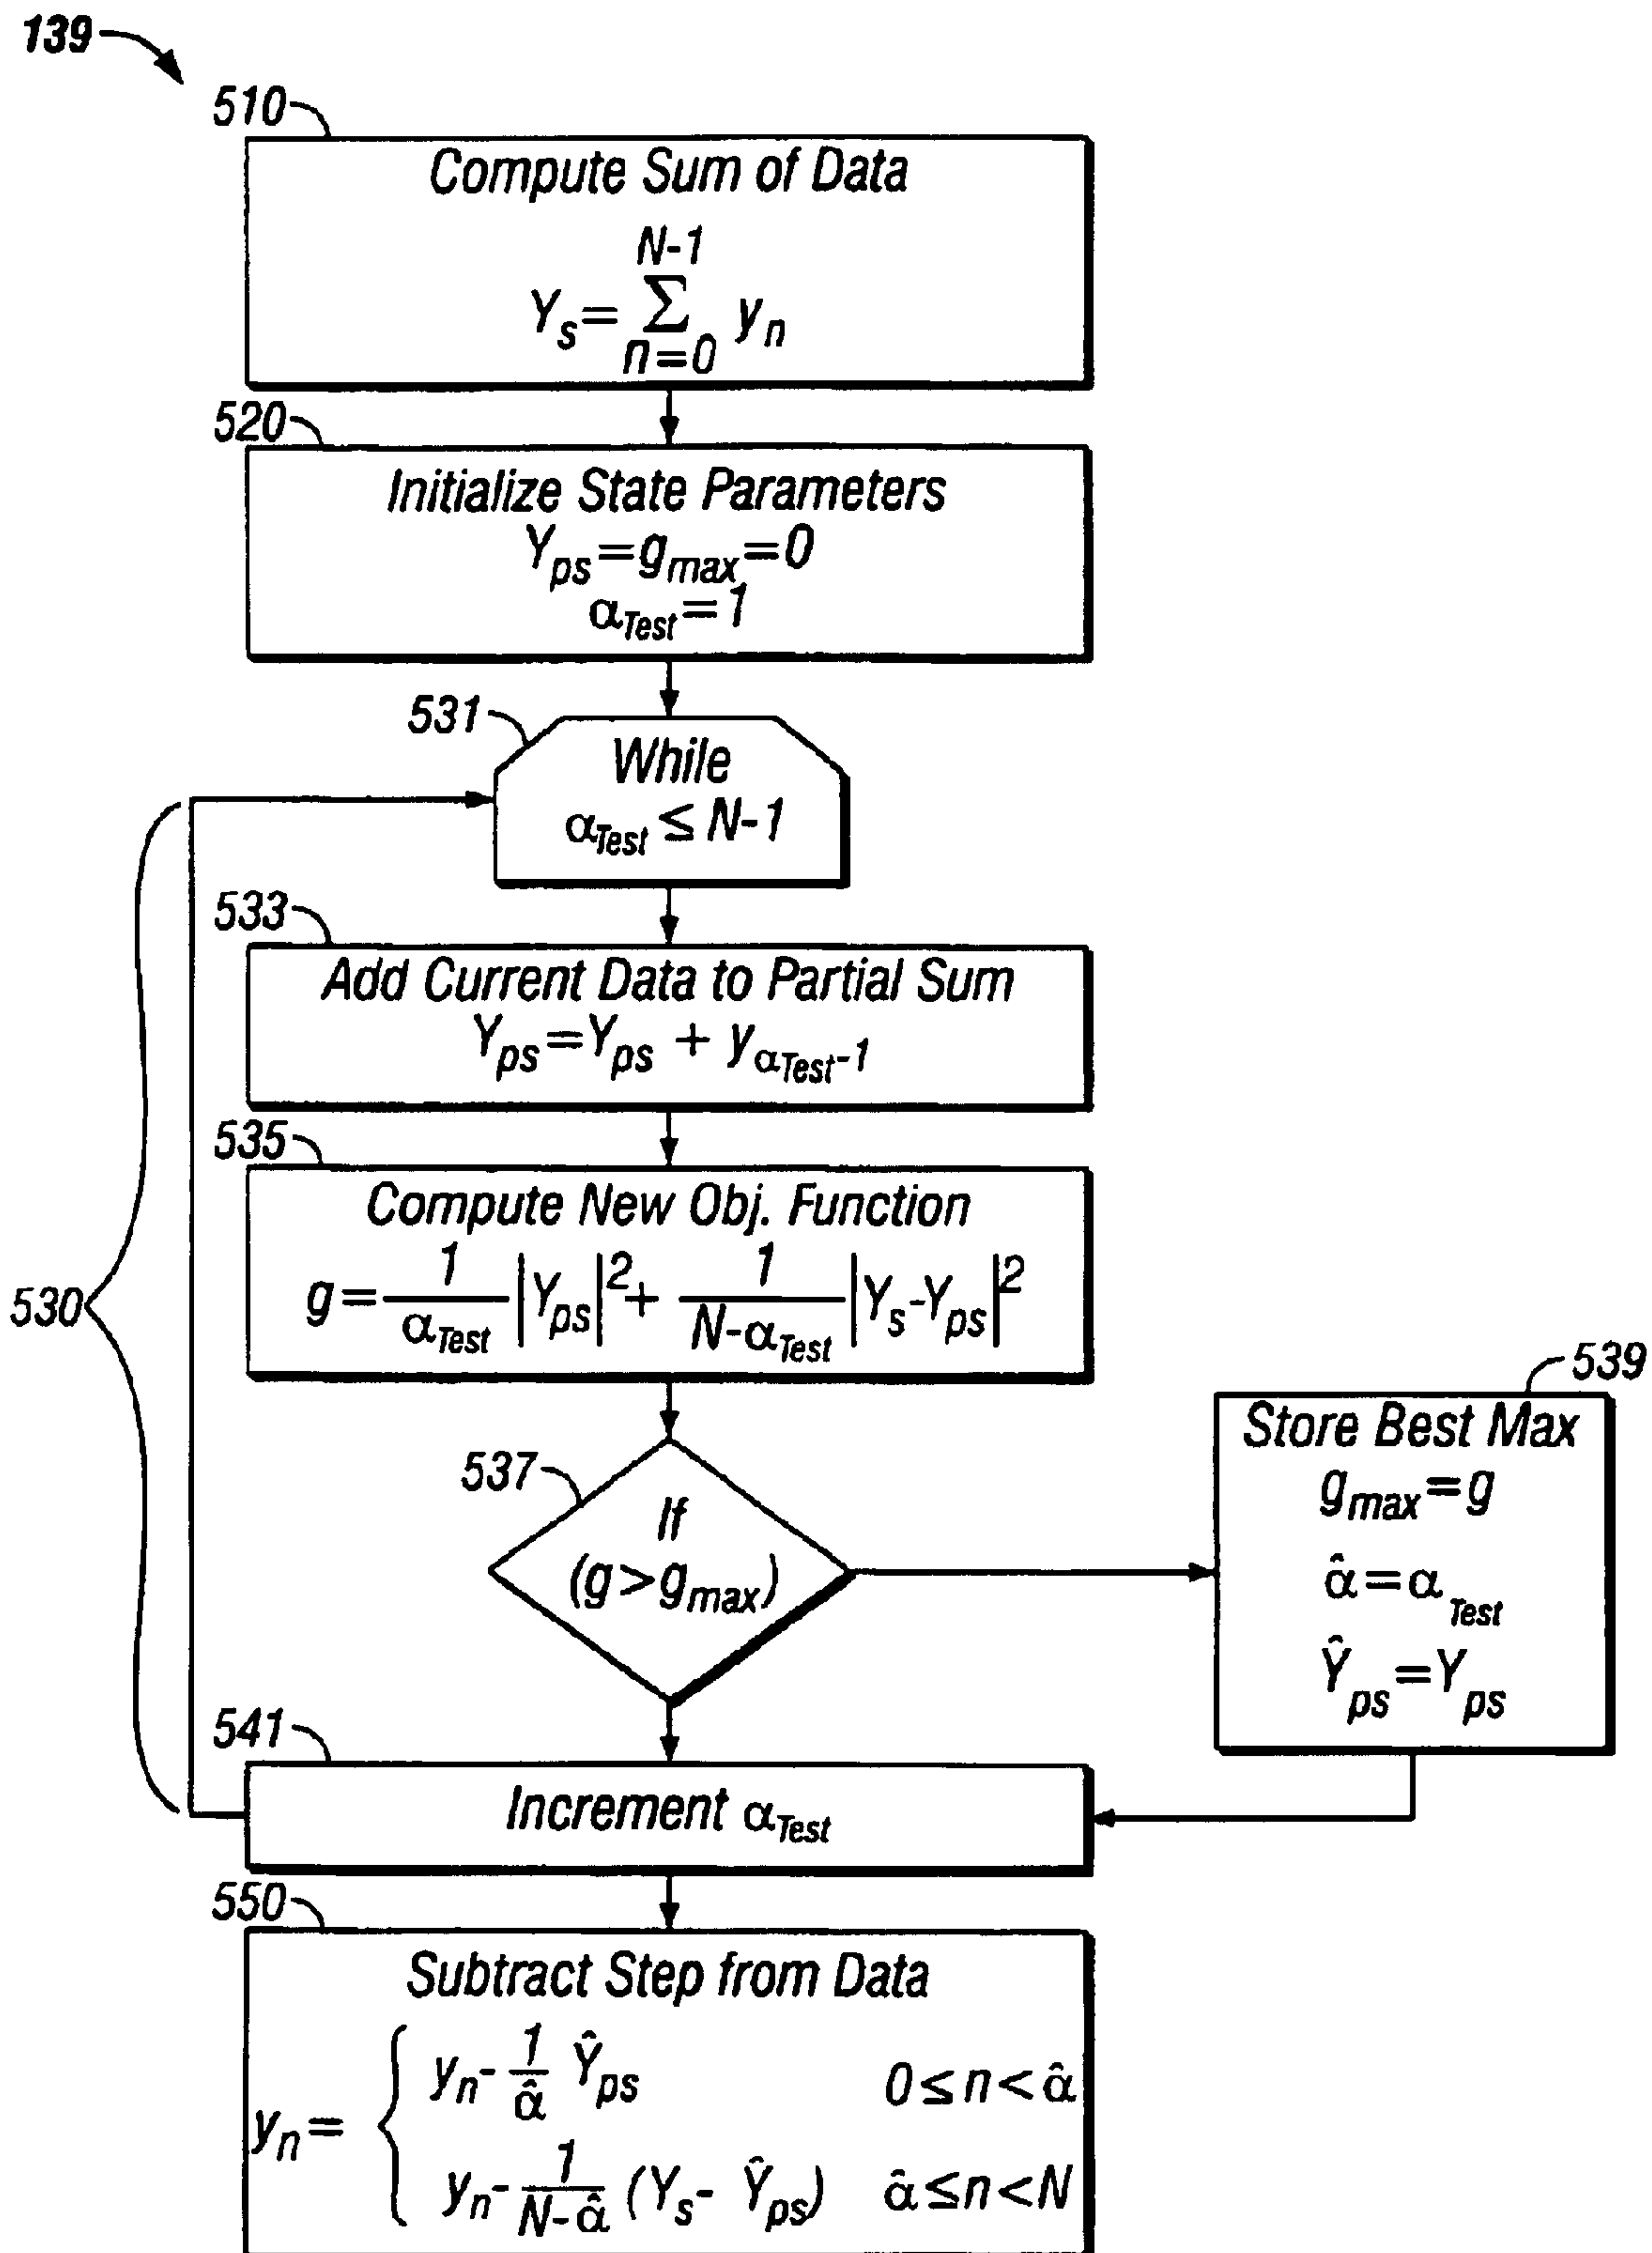 139
510
Compute Sum of Data
N-1
Y_s = Σ y_n
n=0
520
Initialize State Parameters
Y_ps = g_max = 0
α_Test = 1
531
While
α_Test ≤ N-1
533
Add Current Data to Partial Sum
Y_ps = Y_ps + y_{α_Test-1}
535
Compute New Obj. Function
g = 1/α_Test |Y_ps|² + 1/(N-α_Test) |Y_s-Y_ps|²
530
539
Store Best Max
g_max = g
α̂ = α_Test
Ŷ_ps = Y_ps
537
If
(g > g_max)
541
Increment α_Test
550
Subtract Step from Data
y_n = { y_n - 1/α̂ Ŷ_ps 0 ≤ n < α̂
y_n - 1/(N-α̂) (Y_s - Ŷ_ps) α̂ ≤ n < N